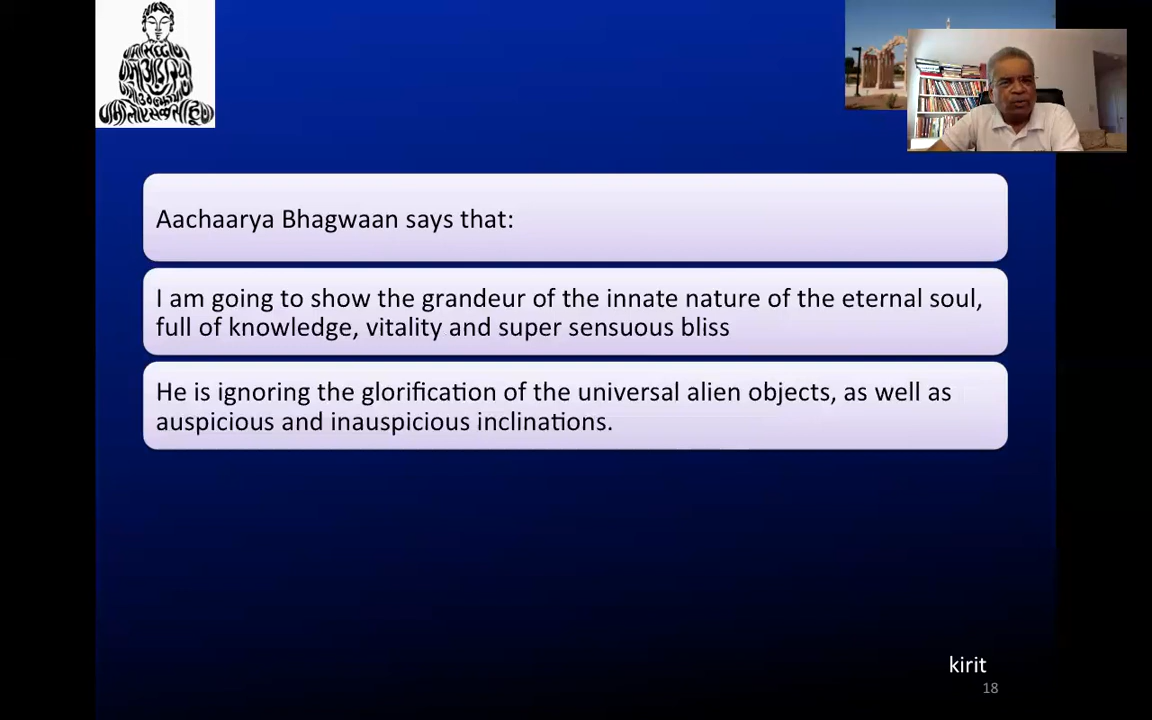 Aachaarya Bhagwaan says that:
I am going to show the grandeur of the innate nature of the eternal soul,
full of knowledge, vitality and super sensuous bliss
He is ignoring the glorification of the universal alien objects, as well as
auspicious and inauspicious inclinations.
kirit
18